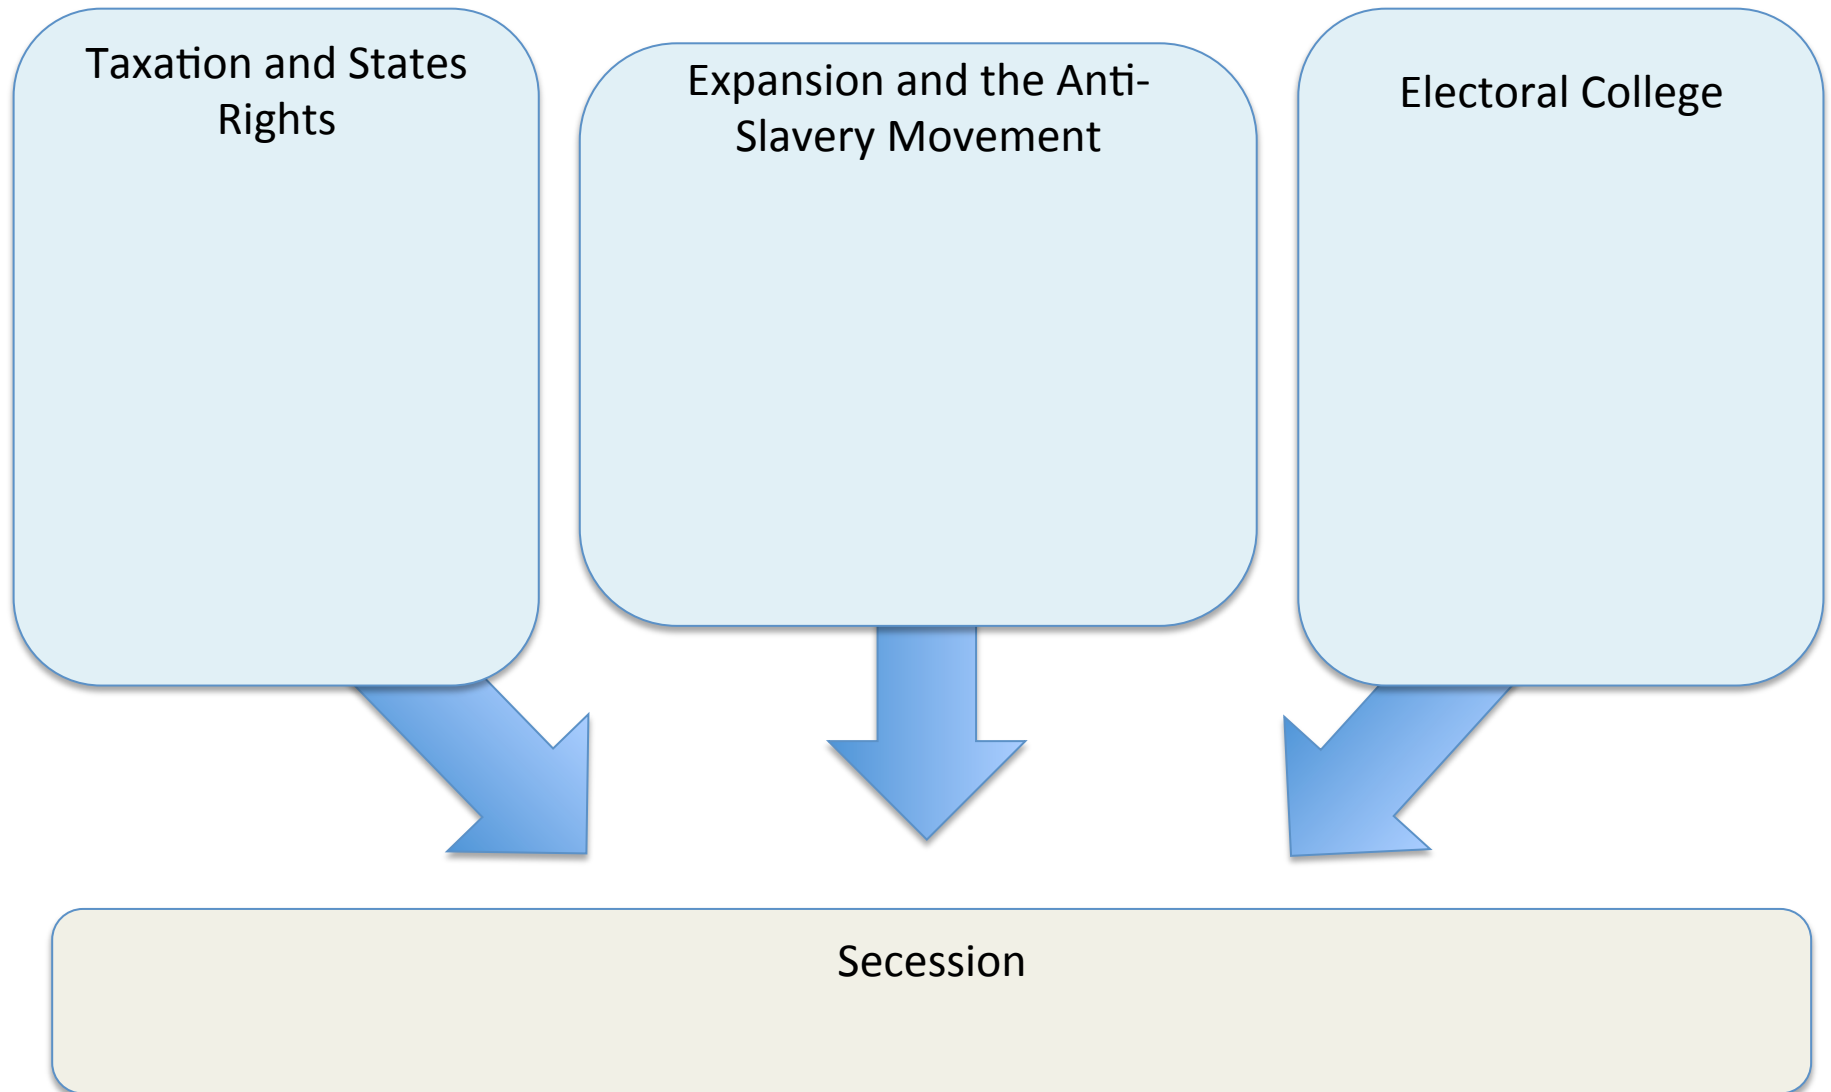 Taxation and States
Rights
Expansion and the Anti-
Slavery Movement
Electoral College
Secession